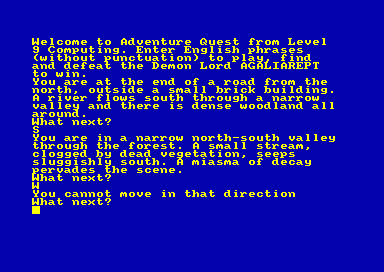 Welcome to Adventure Quest from Level
9 Computing. Enter English phrases
(without punctuation) to play, find
and defeat the Demon Lord AGALIAREPT
to win.
You are at the end of a road from the
north, outside a small brick building.
A river flows south through a narrow
valley and there is dense woodland all
around.
What next?
S
You are in a narrow north-south valley
through the forest. A small stream,
clogged by dead vegetation, seeps
sluggishly south. A miasma of decay
pervades the scene.
What next?
W
You cannot move in that direction
What next?